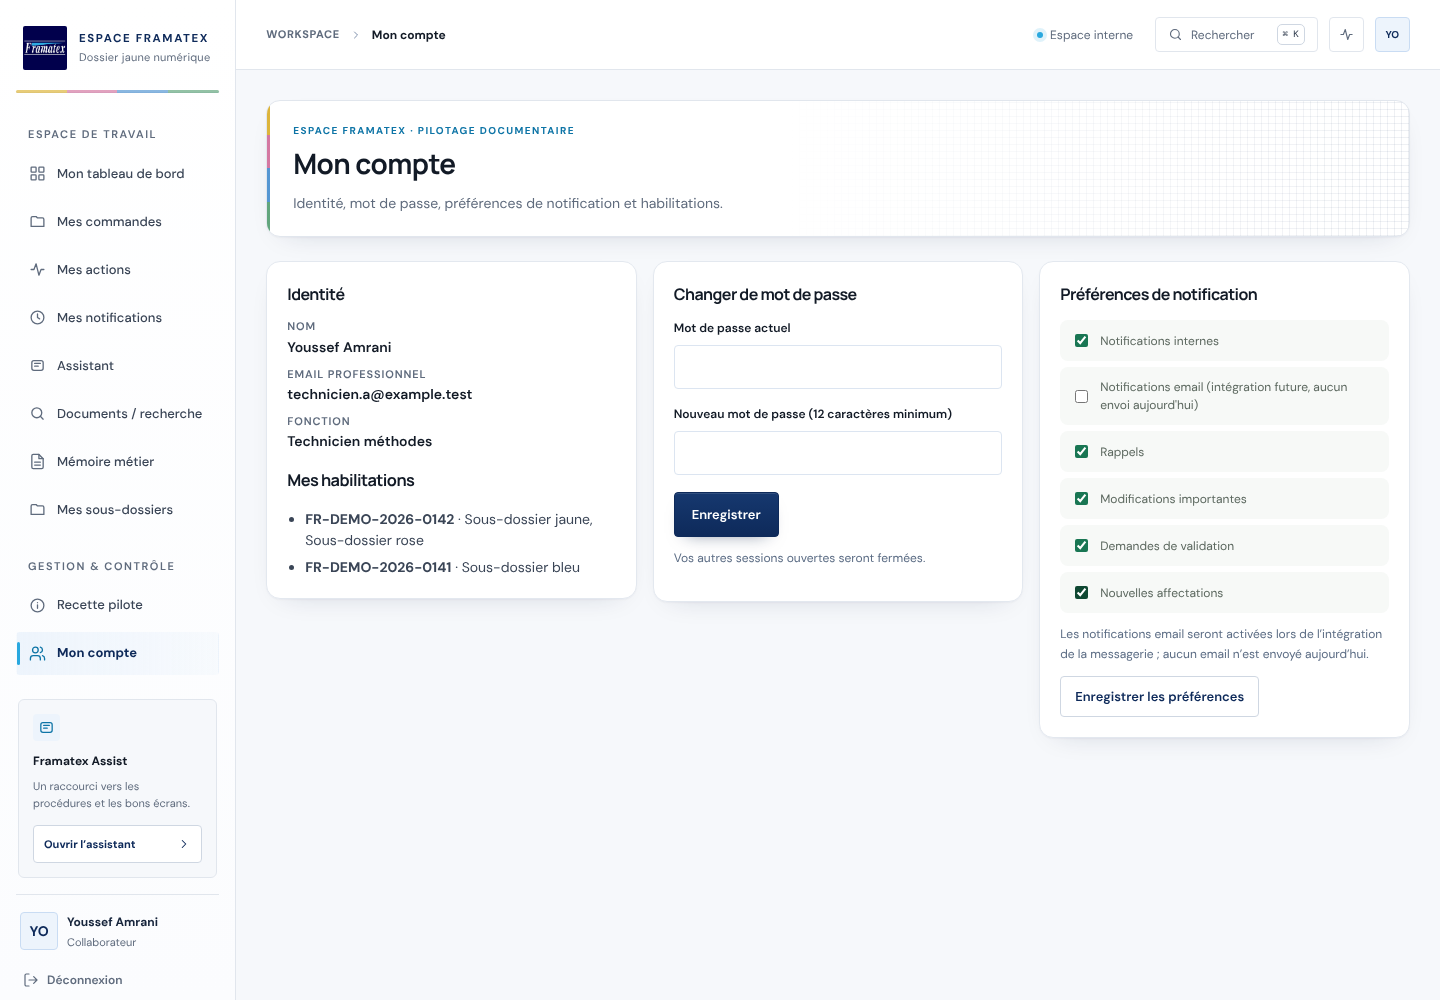 Framatex
ESPACE FRAMATEX
Dossier jaune numérique
ESPACE DE TRAVAIL
Mon tableau de bord
Mes commandes
Mes actions
Mes notifications
Assistant
Documents / recherche
Mémoire métier
Mes sous-dossiers
GESTION & CONTRÔLE
Recette pilote
Mon compte
Framatex Assist
Un raccourci vers les
procédures et les bons écrans.
Ouvrir l’assistant
YO
Youssef Amrani
Collaborateur
Déconnexion
WORKSPACE
Mon compte
Espace interne
Rechercher
⌘ K
YO
ESPACE FRAMATEX · PILOTAGE DOCUMENTAIRE
Mon compte
Identité, mot de passe, préférences de notification et habilitations.
Identité
NOM
Youssef Amrani
EMAIL PROFESSIONNEL
technicien.a@example.test
FONCTION
Technicien méthodes
Mes habilitations
• FR-DEMO-2026-0142 · Sous-dossier jaune,
Sous-dossier rose
• FR-DEMO-2026-0141 · Sous-dossier bleu
Changer de mot de passe
Mot de passe actuel
Nouveau mot de passe (12 caractères minimum)
Enregistrer
Vos autres sessions ouvertes seront fermées.
Préférences de notification
Notifications internes
Notifications email (intégration future, aucun
envoi aujourd'hui)
Rappels
Modifications importantes
Demandes de validation
Nouvelles affectations
Les notifications email seront activées lors de l’intégration
de la messagerie ; aucun email n’est envoyé aujourd’hui.
Enregistrer les préférences